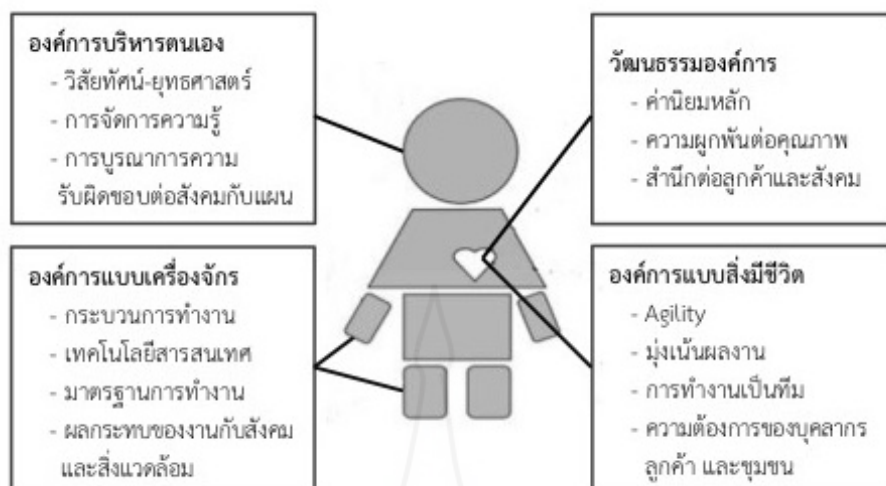 องค์การบริหารตนเอง
- วิสัยทัศน์-ยุทธศาสตร์
- การจัดการความรู้
- การบูรณาการความ
รับผิดชอบต่อสังคมกับแผน
วัฒนธรรมองค์การ
- ค่านิยมหลัก
- ความผูกพันต่อคุณภาพ
- สำนึกต่อลูกค้าและสังคม
องค์การแบบเครื่องจักร
- กระบวนการทำงาน
- เทคโนโลยีสารสนเทศ
- มาตรฐานการทำงาน
- ผลกระทบของงานกับสังคม
และสิ่งแวดล้อม
องค์การแบบสิ่งมีชีวิต
- Agility
- มุ่งเน้นผลงาน
- การทำงานเป็นทีม
- ความต้องการของบุคลากร
ลูกค้า และชุมชน